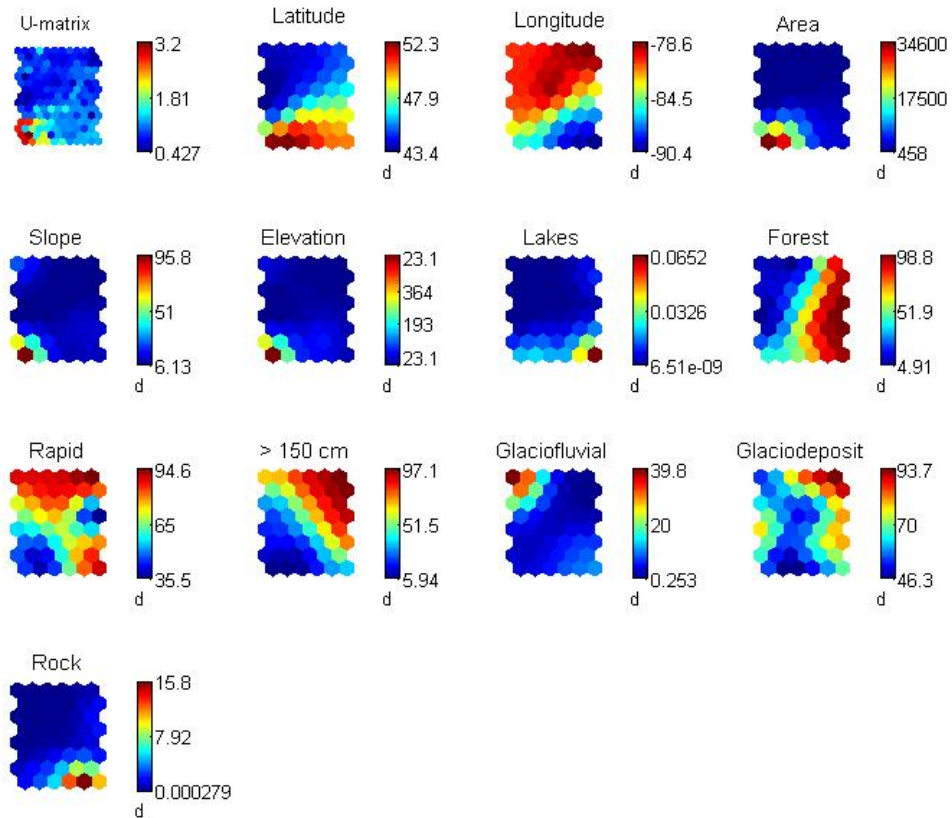 U-matrix
3.2
1.81
0.427
Latitude
52.3
47.9
43.4
d
Longitude
-78.6
-84.5
-90.4
d
Area
34600
17500
458
d
Slope
95.8
51
6.13
d
Elevation
23.1
364
193
23.1
d
Lakes
0.0652
0.0326
6.51e-09
d
Forest
98.8
51.9
4.91
d
Rapid
94.6
65
35.5
d
> 150 cm
97.1
51.5
5.94
d
Glaciofluvial
39.8
20
0.253
d
Glaciodeposit
93.7
70
46.3
d
Rock
15.8
7.92
0.000279
d